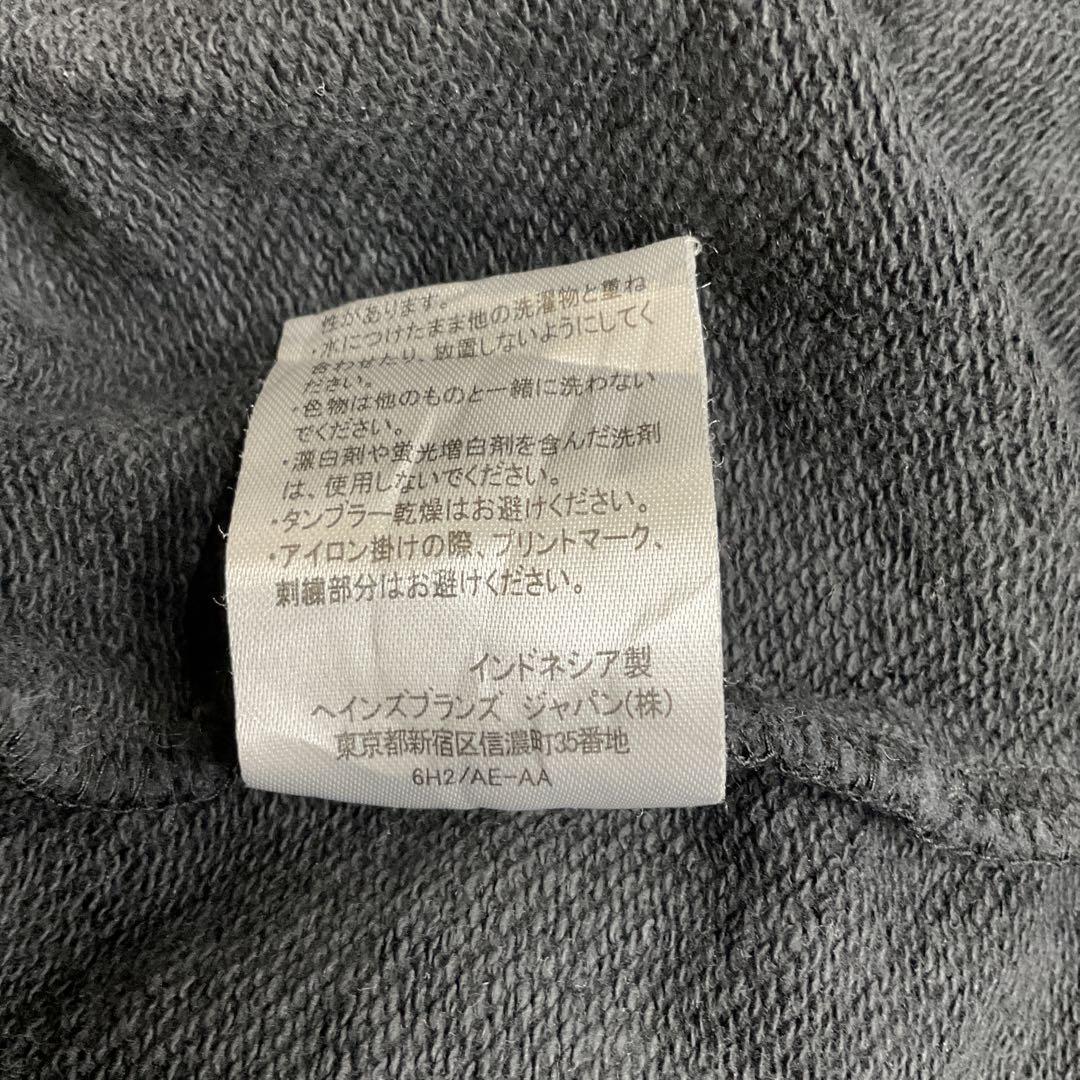 性があります。
・水につけたまま他の洗濯物と重ね
合わせたり、放置しないようにしてく
ださい。
・色物は他のものと一緒に洗わない
でください。
・漂白剤や蛍光増白剤を含んだ洗剤
は、使用しないでください。
・タンブラー乾燥はお避けください。
・アイロン掛けの際、プリントマーク、
刺繍部分はお避けください。
インドネシア製
ヘインズブランズ ジャパン(株)
東京都新宿区信濃町35番地
6H2/AE-AA